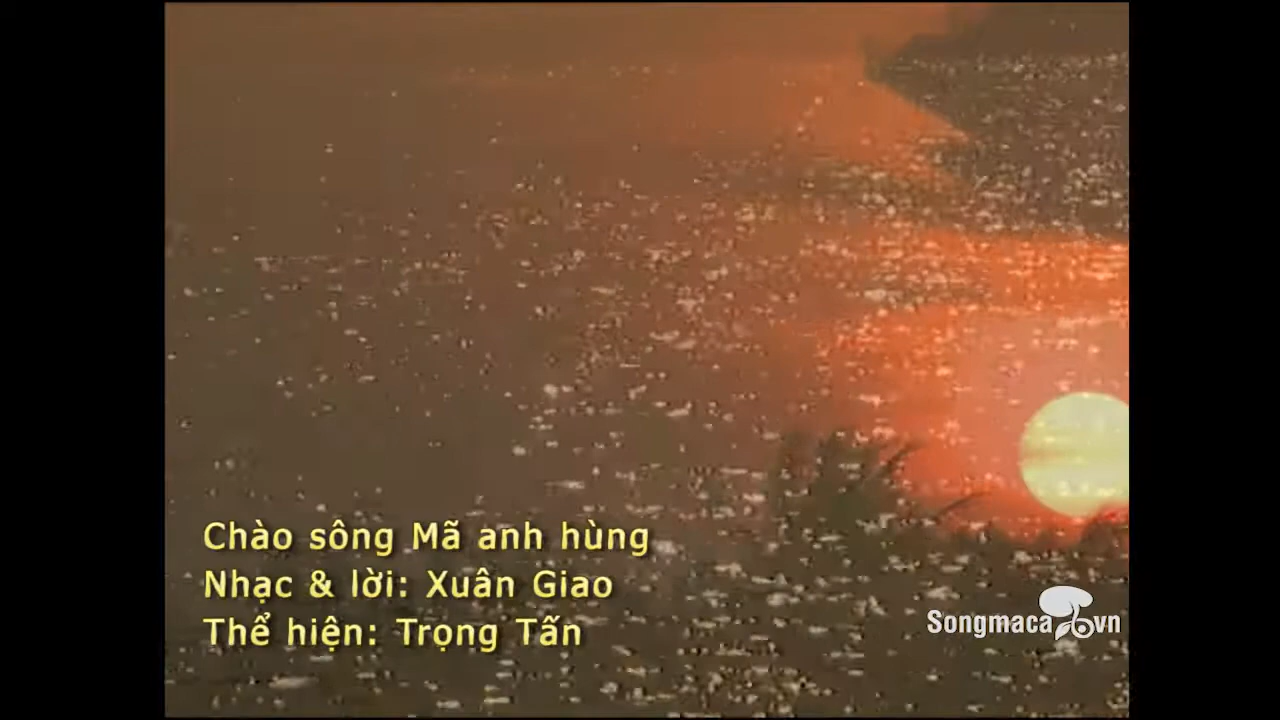 Chào sông Mã anh hùng
Nhạc & lời: Xuân Giao
Thể hiện: Trọng Tấn
Songmaca.vn